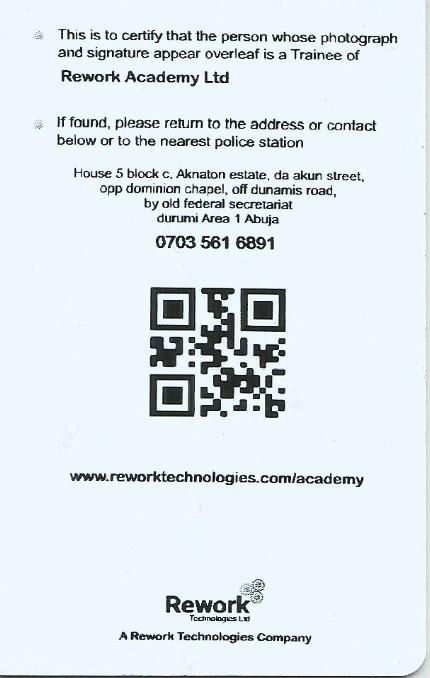 This is to certify that the person whose photograph
and signature appear overleaf is a Trainee of
Rework Academy Ltd
If found, please return to the address or contact
below or to the nearest police station
House 5 block c, Aknaton estate, da akun street,
opp dominion chapel, off dunamis road,
by old federal secretariat
durumi Area 1 Abuja
0703 561 6891
www.reworktechnologies.com/academy
Rework
Technologies Ltd
A Rework Technologies Company